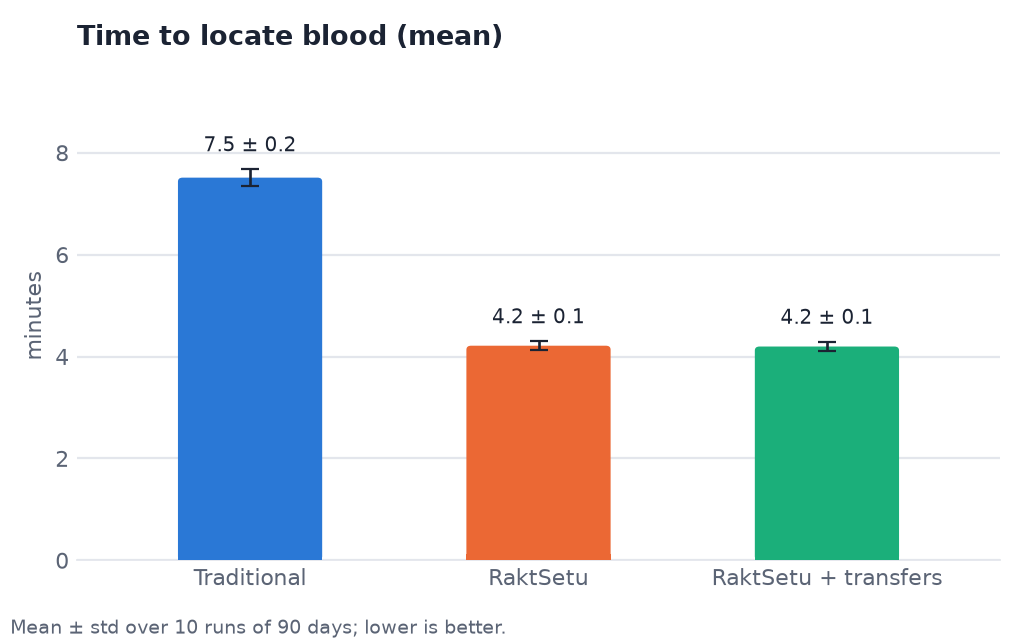 Time to locate blood (mean)
7.5 ± 0.2
4.2 ± 0.1
4.2 ± 0.1
8
6
4
2
0
minutes
Traditional
RaktSetu
RaktSetu + transfers
Mean ± std over 10 runs of 90 days; lower is better.